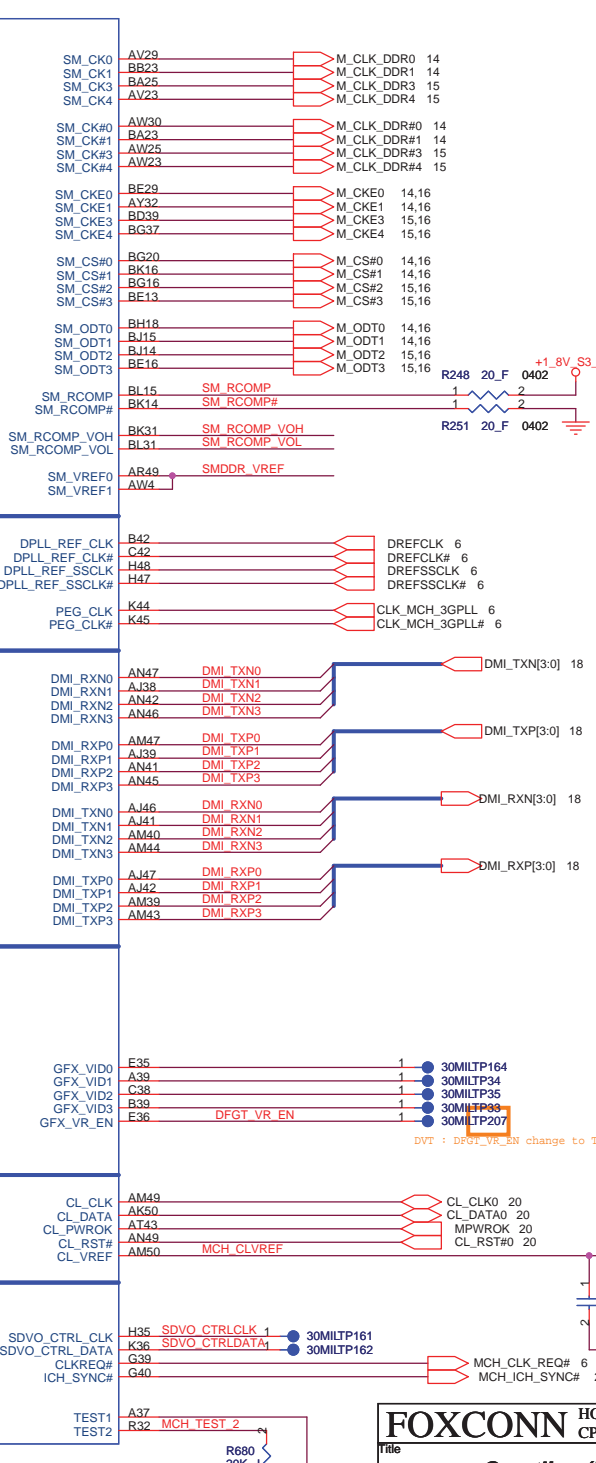 SM_CK0 AV29 M_CLK_DDR0 14
SM_CK1 BB23 M_CLK_DDR1 14
SM_CK3 BA25 M_CLK_DDR3 15
SM_CK4 AV23 M_CLK_DDR4 15
SM_CK#0 AW30 M_CLK_DDR#0 14
SM_CK#1 BA23 M_CLK_DDR#1 14
SM_CK#3 AW25 M_CLK_DDR#3 15
SM_CK#4 AW23 M_CLK_DDR#4 15
SM_CKE0 BE29 M_CKE0 14,16
SM_CKE1 AY32 M_CKE1 14,16
SM_CKE3 BD39 M_CKE3 15,16
SM_CKE4 BG37 M_CKE4 15,16
SM_CS#0 BG20 M_CS#0 14,16
SM_CS#1 BK16 M_CS#1 14,16
SM_CS#2 BG16 M_CS#2 15,16
SM_CS#3 BE13 M_CS#3 15,16
SM_ODT0 BH18 M_ODT0 14,16
SM_ODT1 BJ15 M_ODT1 14,16
SM_ODT2 BJ14 M_ODT2 15,16
SM_ODT3 BE16 M_ODT3 15,16
+1_8V_S3_
R248 20_F 0402
SM_RCOMP BL15 SM_RCOMP 1 2
SM_RCOMP# BK14 SM_RCOMP# 1 2
R251 20_F 0402
SM_RCOMP_VOH BK31 SM_RCOMP_VOH
SM_RCOMP_VOL BL31 SM_RCOMP_VOL
SM_VREF0 AR49 SMDDR_VREF
SM_VREF1 AW4
DPLL_REF_CLK B42 DREFCLK 6
DPLL_REF_CLK# C42 DREFCLK# 6
DPLL_REF_SSCLK H48 DREFSSCLK 6
DPLL_REF_SSCLK# H47 DREFSSCLK# 6
PEG_CLK K44 CLK_MCH_3GPLL 6
PEG_CLK# K45 CLK_MCH_3GPLL# 6
DMI_TXN[3:0] 18
DMI_RXN0 AN47 DMI_TXN0
DMI_RXN1 AJ38 DMI_TXN1
DMI_RXN2 AN42 DMI_TXN2
DMI_RXN3 AN46 DMI_TXN3
DMI_TXP[3:0] 18
DMI_RXP0 AM47 DMI_TXP0
DMI_RXP1 AJ39 DMI_TXP1
DMI_RXP2 AN41 DMI_TXP2
DMI_RXP3 AN45 DMI_TXP3
DMI_RXN[3:0] 18
DMI_TXN0 AJ46 DMI_RXN0
DMI_TXN1 AJ41 DMI_RXN1
DMI_TXN2 AM40 DMI_RXN2
DMI_TXN3 AM44 DMI_RXN3
DMI_RXP[3:0] 18
DMI_TXP0 AJ47 DMI_RXP0
DMI_TXP1 AJ42 DMI_RXP1
DMI_TXP2 AM39 DMI_RXP2
DMI_TXP3 AM43 DMI_RXP3
GFX_VID0 E35 1 30MILTP164
GFX_VID1 A39 1 30MILTP34
GFX_VID2 C38 1 30MILTP35
GFX_VID3 B39 1 30MILTP33
GFX_VR_EN E36 DFGT_VR_EN 1 30MILTP207
DVT : DFGT_VR_EN change to T
CL_CLK AM49 CL_CLK0 20
CL_DATA AK50 CL_DATA0 20
CL_PWROK AT43 MPWROK 20
CL_RST# AN49 CL_RST#0 20
CL_VREF AM50 MCH_CLVREF
1
2
SDVO_CTRL_CLK H35 SDVO_CTRLCLK 1 30MILTP161
SDVO_CTRL_DATA K36 SDVO_CTRLDATA 1 30MILTP162
CLKREQ# G39 MCH_CLK_REQ# 6
ICH_SYNC# G40 MCH_ICH_SYNC#
TEST1 A37
TEST2 R32 MCH_TEST_2 2
R680
FOXCONN HO
CP
Title